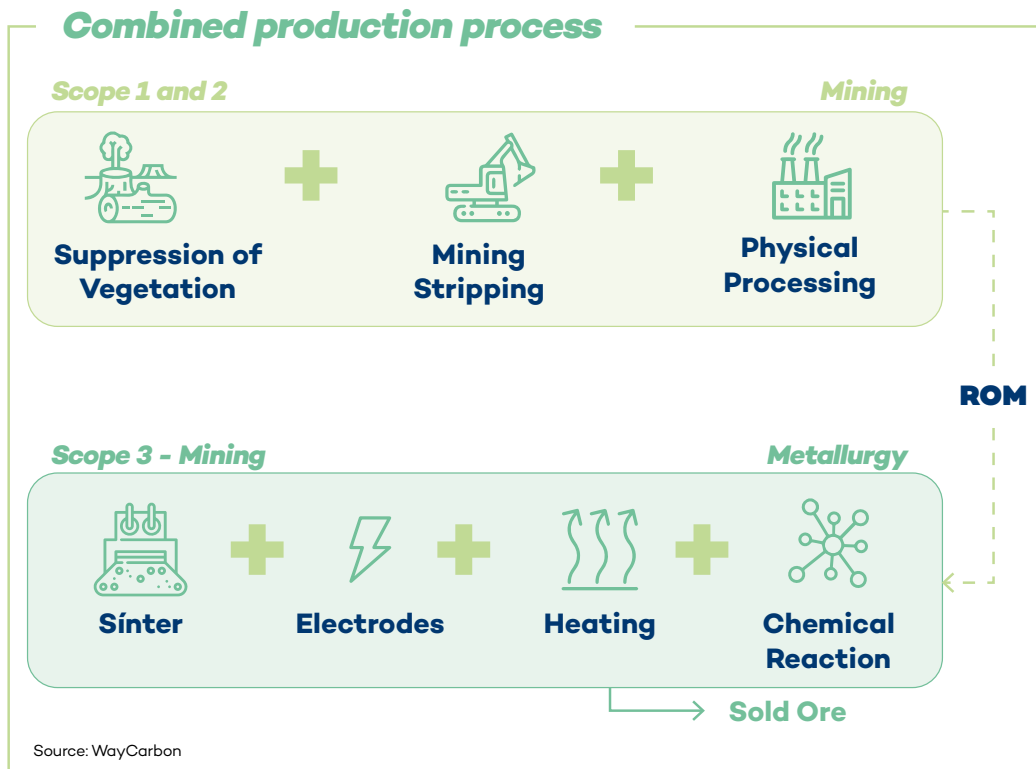 Combined production process
Scope 1 and 2
Mining
Suppression of
Vegetation
Mining
Stripping
Physical
Processing
ROM
Scope 3 - Mining
Metallurgy
Sínter
Electrodes
Heating
Chemical
Reaction
Sold Ore
Source: WayCarbon